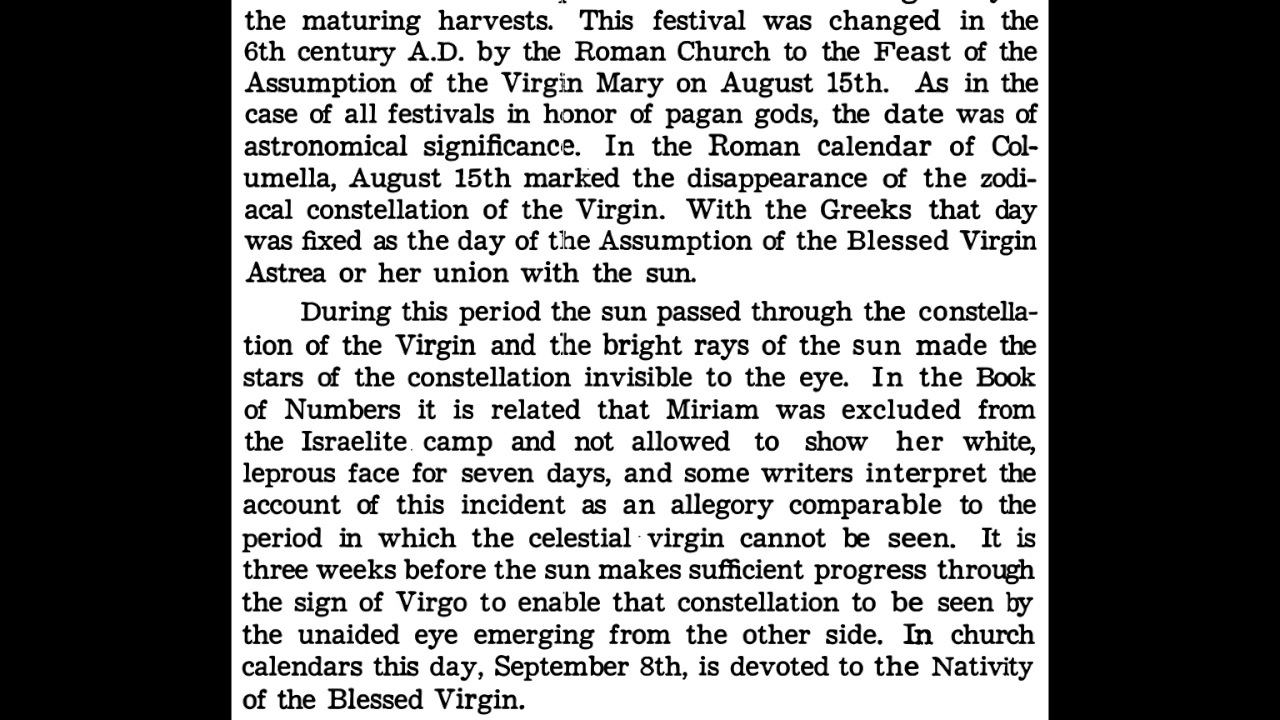 the maturing harvests. This festival was changed in the
6th century A.D. by the Roman Church to the Feast of the
Assumption of the Virgin Mary on August 15th. As in the
case of all festivals in honor of pagan gods, the date was of
astronomical significance. In the Roman calendar of Col-
umella, August 15th marked the disappearance of the zodi-
acal constellation of the Virgin. With the Greeks that day
was fixed as the day of the Assumption of the Blessed Virgin
Astrea or her union with the sun.
During this period the sun passed through the constella-
tion of the Virgin and the bright rays of the sun made the
stars of the constellation invisible to the eye. In the Book
of Numbers it is related that Miriam was excluded from
the Israelite camp and not allowed to show her white,
leprous face for seven days, and some writers interpret the
account of this incident as an allegory comparable to the
period in which the celestial virgin cannot be seen. It is
three weeks before the sun makes sufficient progress through
the sign of Virgo to enable that constellation to be seen by
the unaided eye emerging from the other side. In church
calendars this day, September 8th, is devoted to the Nativity
of the Blessed Virgin.